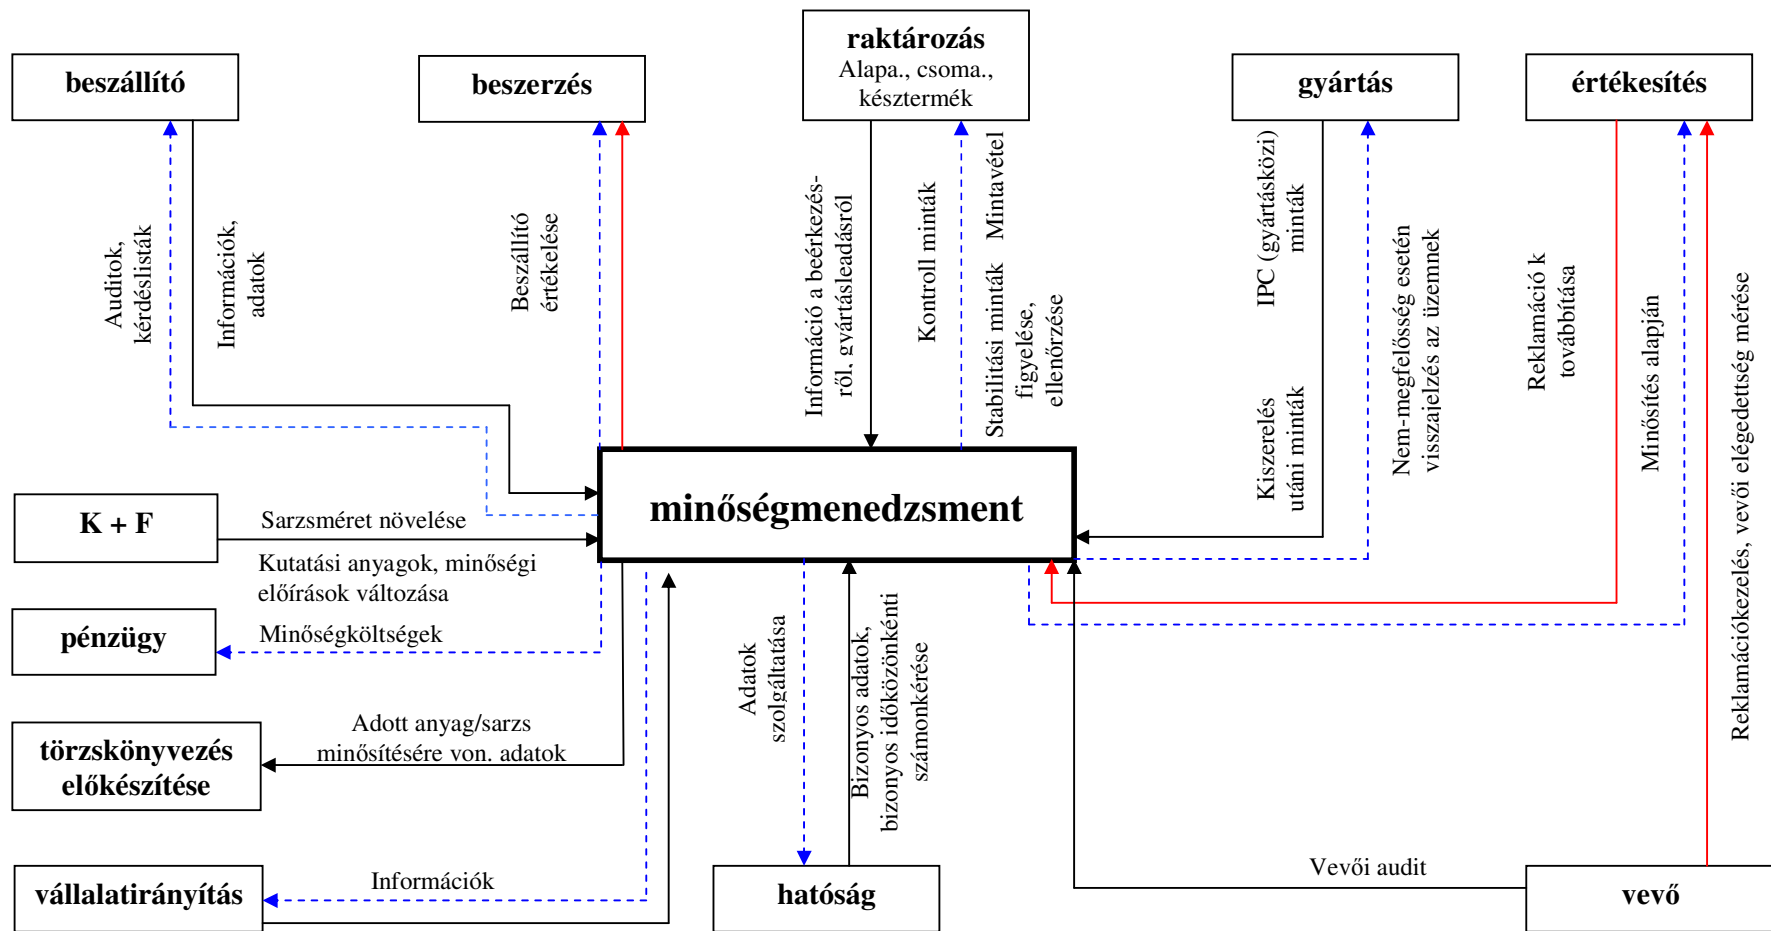 beszállító
beszerzés
raktározás
Alapa., csoma.,
késztermék
gyártás
értékesítés
Auditok,
kérdéslisták
Információk,
adatok
Beszállító
értékelése
Információ a beérkezés-
ről, gyártásleadásról
Kontroll minták
Stabilitási minták Mintavétel
figyelése,
ellenőrzése
IPC (gyártásközi)
minták
Kiszerelés
utáni minták
Nem-megfelősség esetén
visszajelzés az üzemnek
Reklamáció k
továbbítása
Minősítés alapján
Reklamációkezelés, vevői elégedettség mérése
minőségmenedzsment
K + F
Sarzsméret növelése
Kutatási anyagok, minőségi
előírások változása
pénzügy
Minőségköltségek
törzskönyvezés
előkészítése
Adott anyag/sarzs
minősítésére von. adatok
Adatok
szolgáltatása
Bizonyos adatok,
bizonyos időközönkénti
számonkérése
vállalatirányítás
Információk
hatóság
Vevői audit
vevő